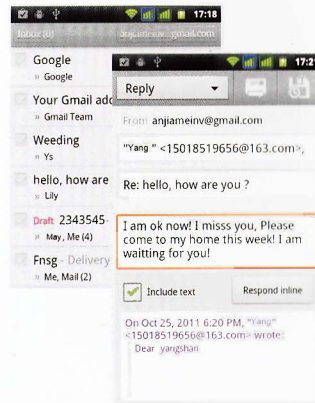 17:18
Inbox (0) anjiameinv...gmail.com
Google
» Google
Your Gmail add
» Gmail Team
Weeding
» Ys
hello, how are
» Lily
Draft 2343545-
» May, Me (4)
Fnsg - Delivery
» Me, Mail (2)
17:21
Reply
From anjiameinv@gmail.com
"Yang " <15018519656@163.com>,
Re: hello, how are you ?
I am ok now! I misss you, Please
come to my home this week! I am
waitting for you!
Include text
Respond inline
On Oct 25, 2011 6:20 PM, "Yang"
<15018519656@163.com> wrote:
Dear yangshan